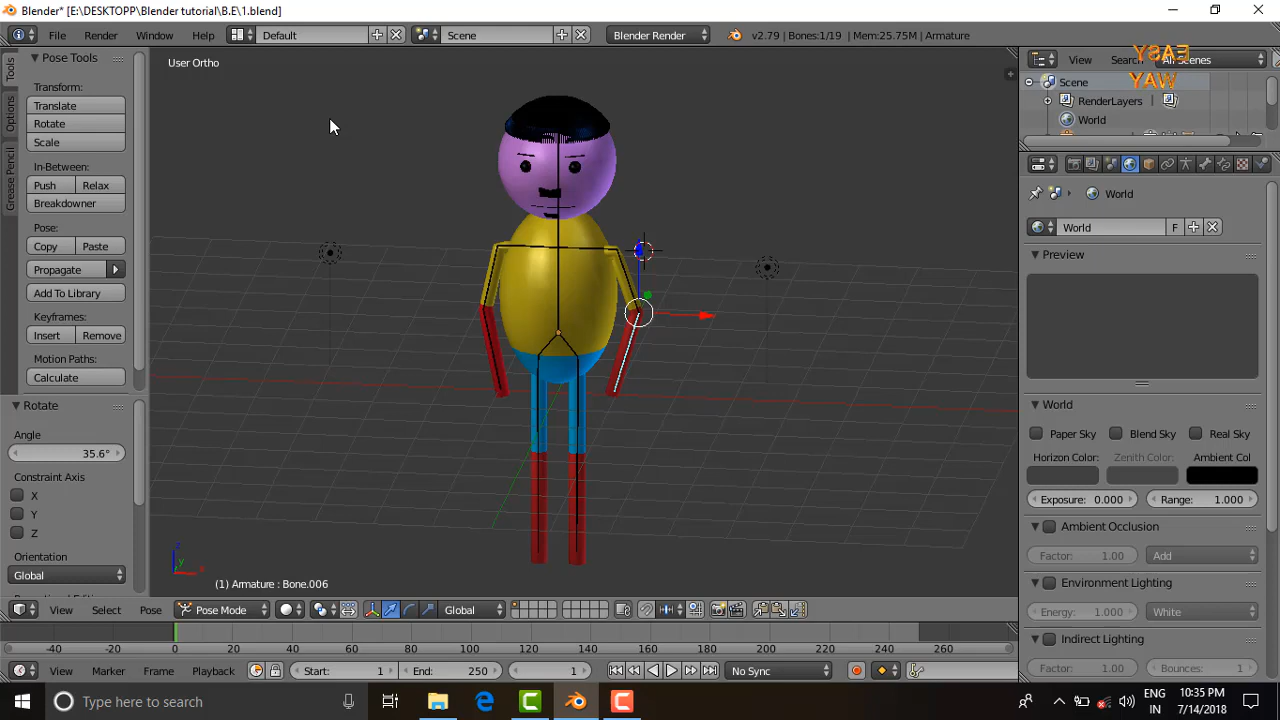 Blender* [E:\DESKTOPP\Blender tutorial\B.E\1.blend]
File Render Window Help Default Scene Blender Render v2.79 | Bones:1/19 | Mem:25.75M | Armature
Tools
Options
Grease Pencil
Pose Tools
Transform:
Translate
Rotate
Scale
In-Between:
Push Relax
Breakdowner
Pose:
Copy Paste
Propagate
Add To Library
Keyframes:
Insert Remove
Motion Paths:
Calculate
Rotate
Angle
35.6°
Constraint Axis
X
Y
Z
Orientation
Global
User Ortho
z
y
x
(1) Armature : Bone.006
View Select Pose Pose Mode Global
-40 -20 0 20 40 60 80 100 120 140 160 180 200 220 240 260
View Marker Frame Playback Start: 1 End: 250 1 No Sync
EASY
WAY
View Search All Scenes
Scene
RenderLayers
World
World
World F
Preview
World
Paper Sky Blend Sky Real Sky
Horizon Color: Zenith Color: Ambient Col
Exposure: 0.000 Range: 1.000
Ambient Occlusion
Factor: 1.00 Add
Environment Lighting
Energy: 1.000 White
Indirect Lighting
Factor: 1.00 Bounces: 1
Type here to search
ENG
IN
10:35 PM
7/14/2018